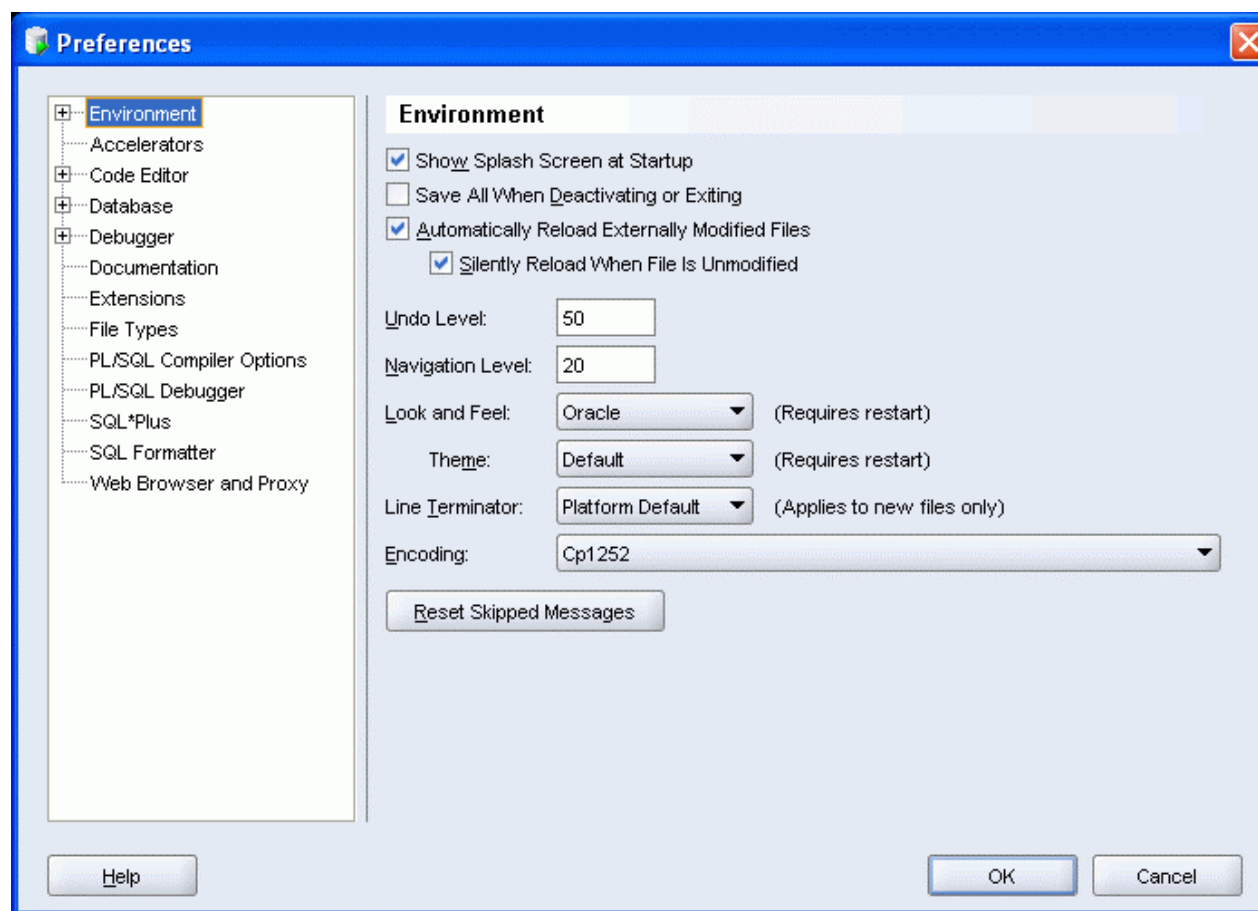 Preferences
Environment
Accelerators
Code Editor
Database
Debugger
Documentation
Extensions
File Types
PL/SQL Compiler Options
PL/SQL Debugger
SQL*Plus
SQL Formatter
Web Browser and Proxy
Environment
Show Splash Screen at Startup
Save All When Deactivating or Exiting
Automatically Reload Externally Modified Files
Silently Reload When File Is Unmodified
Undo Level: 50
Navigation Level: 20
Look and Feel: Oracle (Requires restart)
Theme: Default (Requires restart)
Line Terminator: Platform Default (Applies to new files only)
Encoding: Cp1252
Reset Skipped Messages
Help OK Cancel